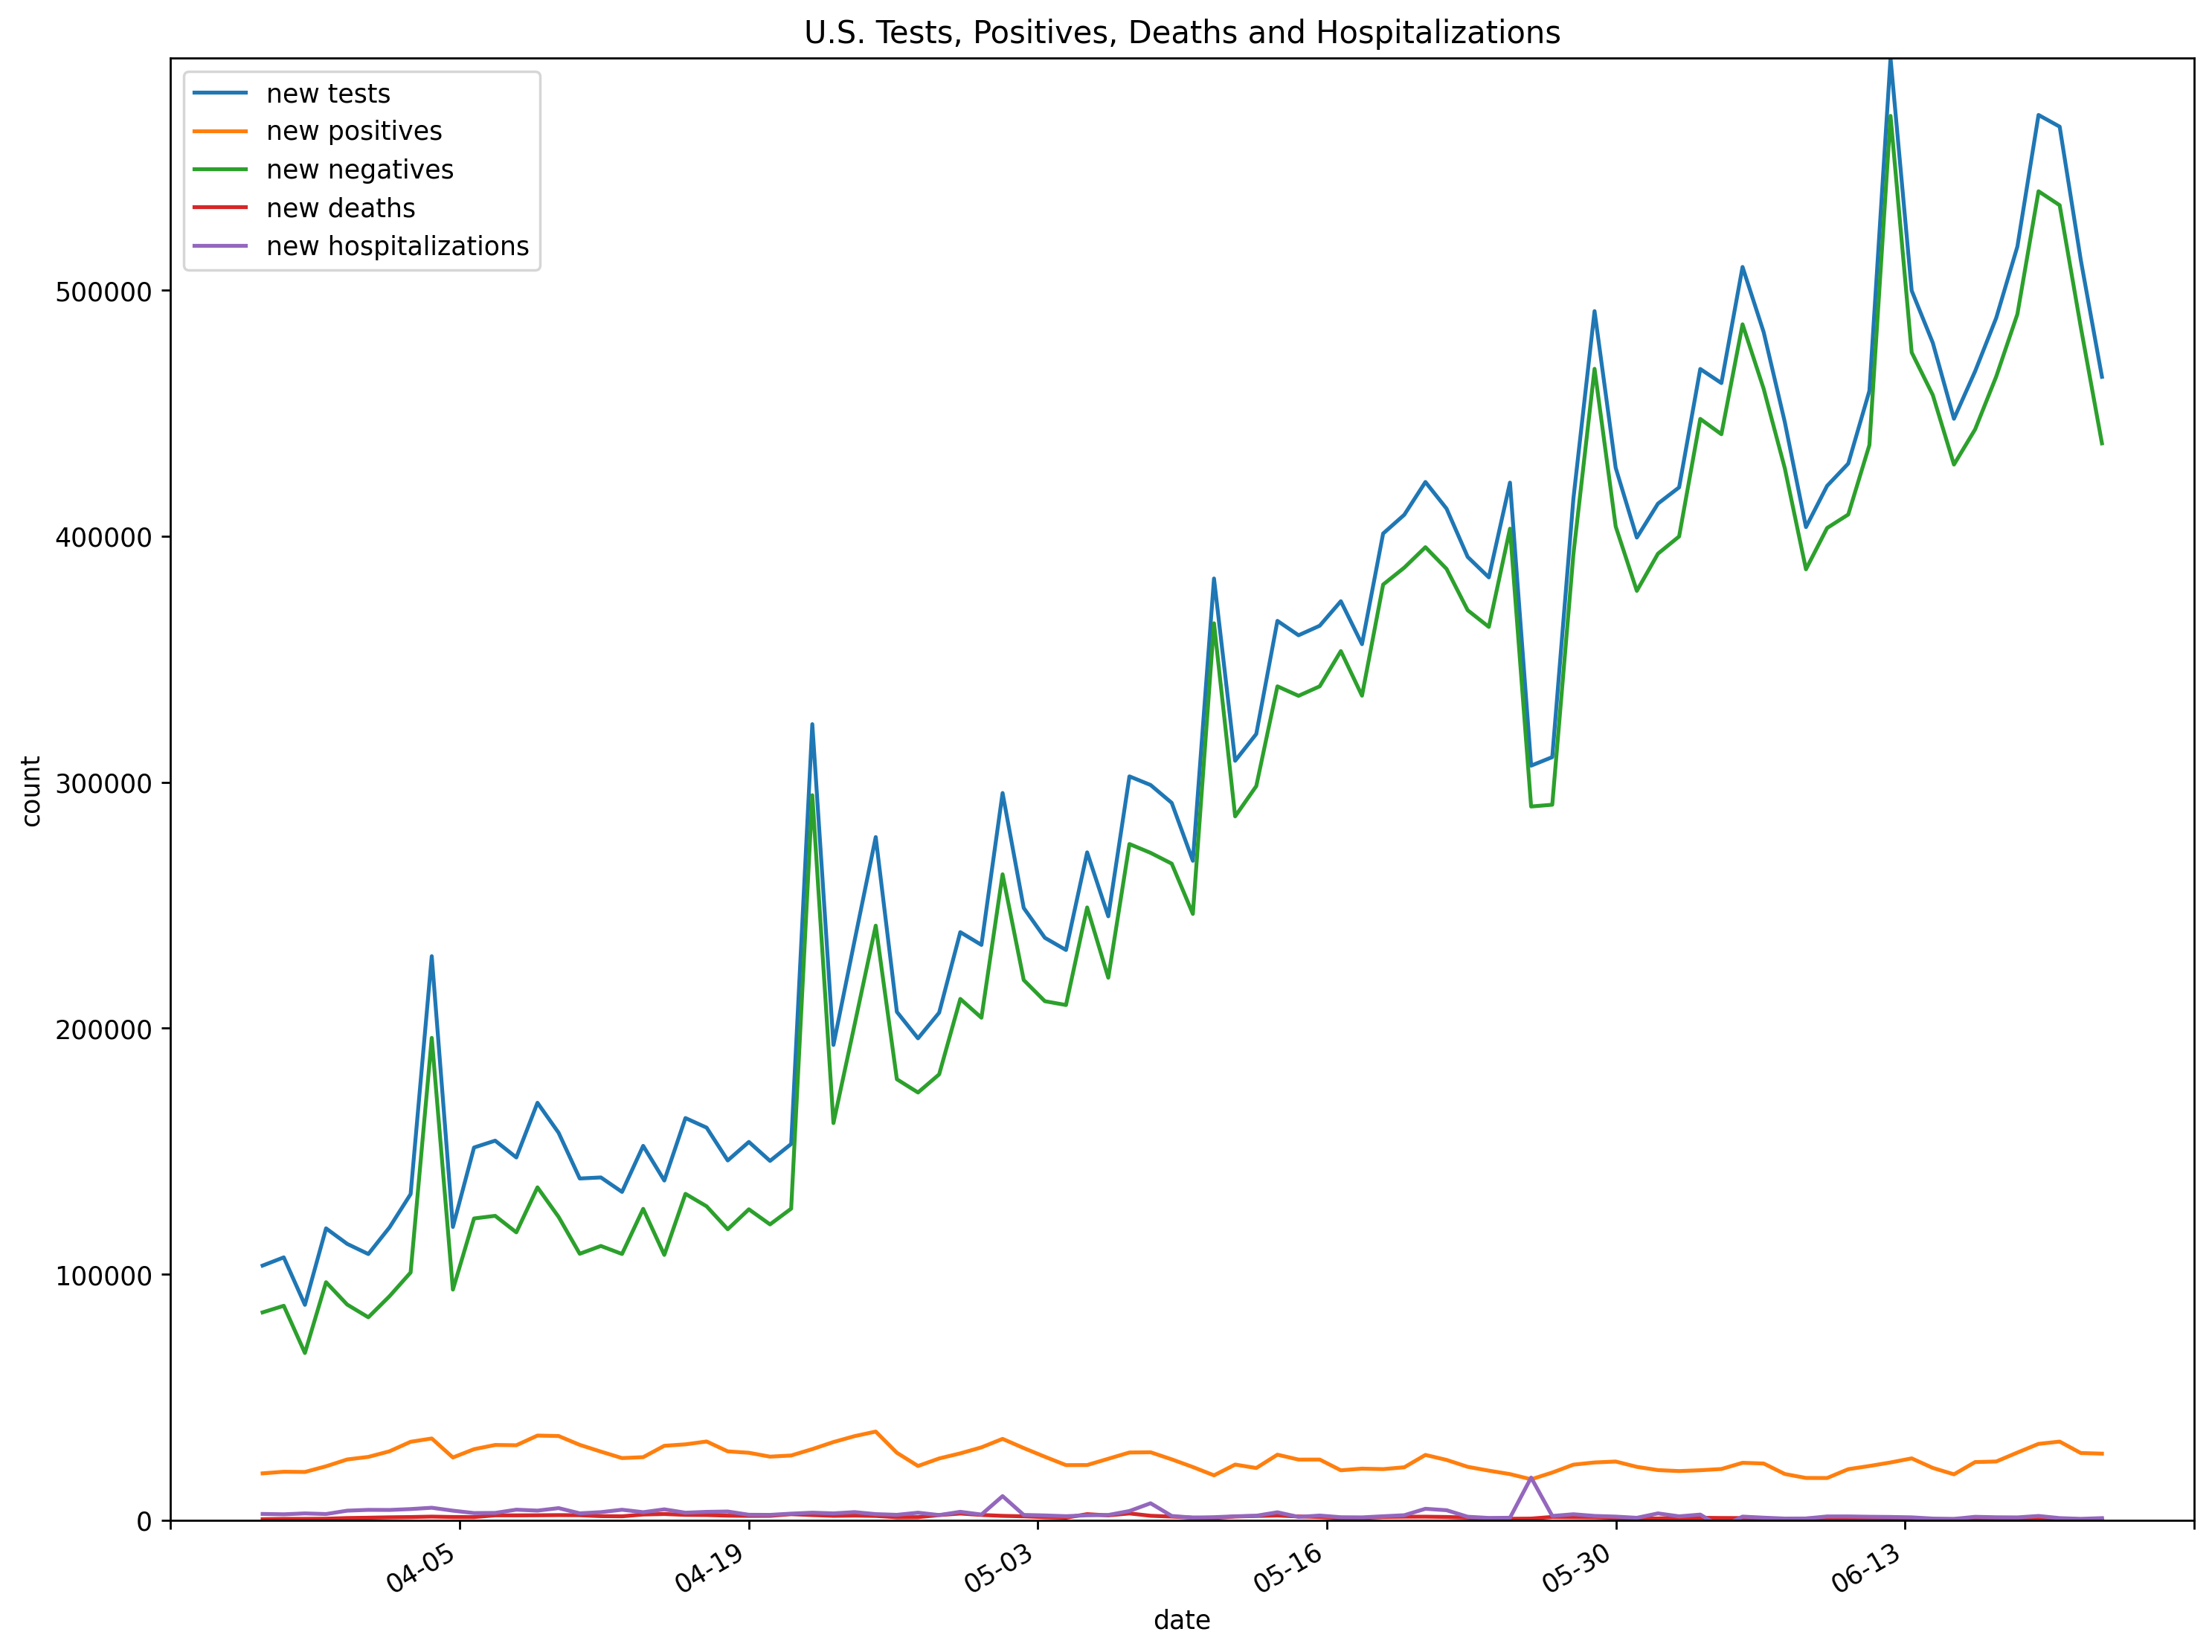 U.S. Tests, Positives, Deaths and Hospitalizations
new tests
new positives
new negatives
new deaths
new hospitalizations
500000
400000
300000
200000
100000
0
count
04-05
04-19
05-03
05-16
05-30
06-13
date